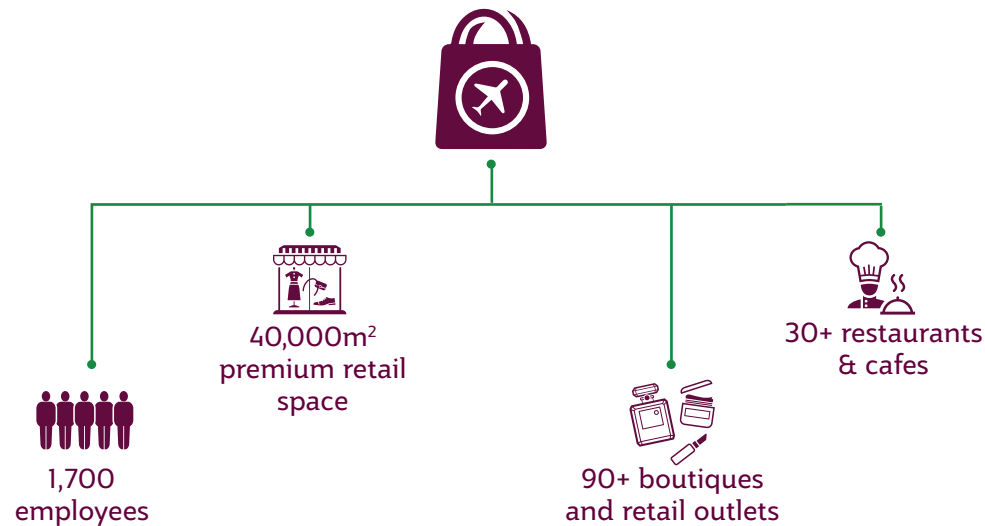 40,000m²
premium retail
space
30+ restaurants
& cafes
1,700
employees
90+ boutiques
and retail outlets